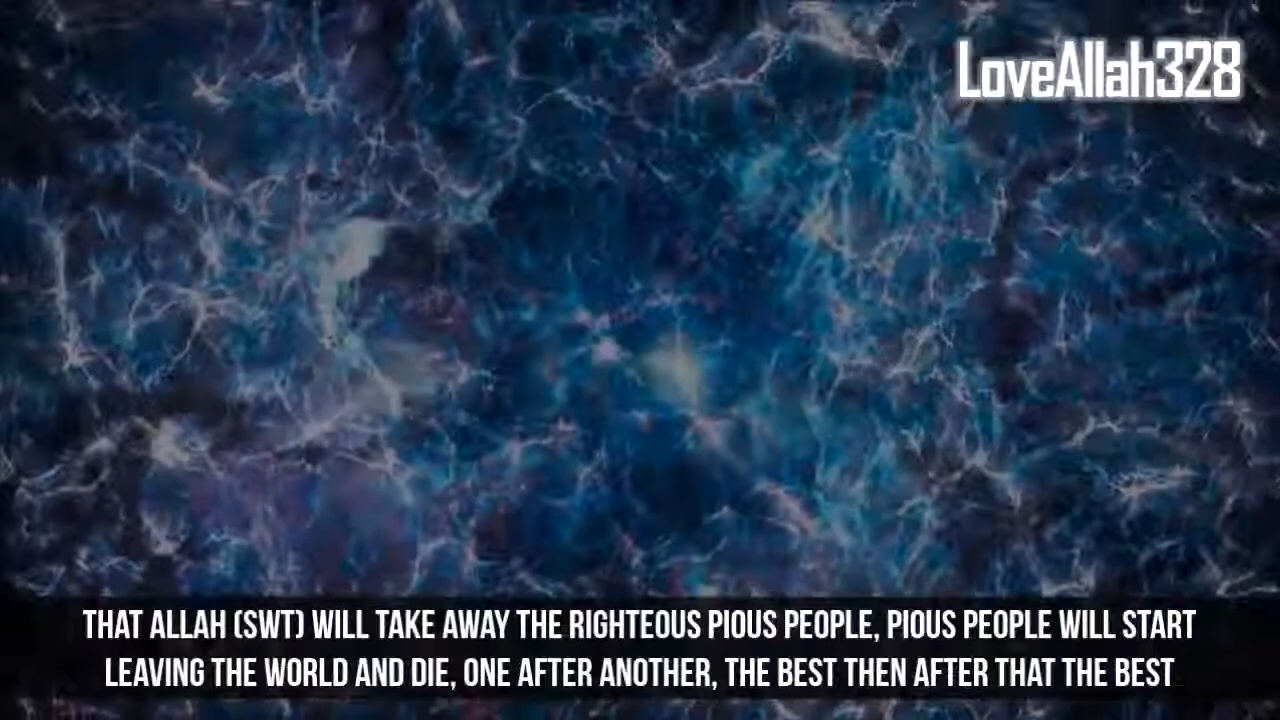 LoveAllah328
THAT ALLAH (SWT) WILL TAKE AWAY THE RIGHTEOUS PIOUS PEOPLE, PIOUS PEOPLE WILL START
LEAVING THE WORLD AND DIE, ONE AFTER ANOTHER, THE BEST THEN AFTER THAT THE BEST